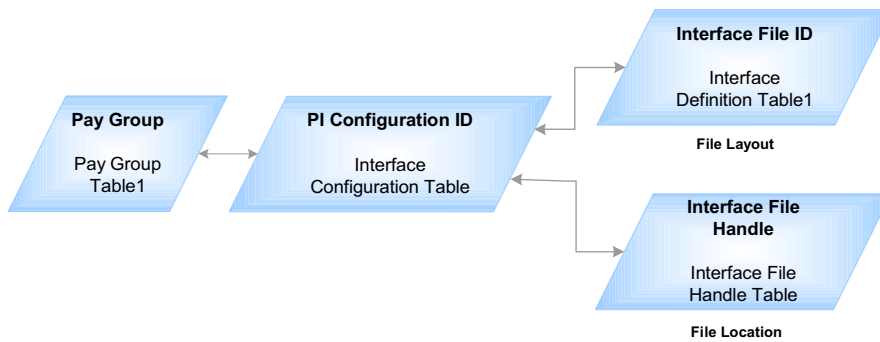 Pay Group
Pay Group
Table1
PI Configuration ID
Interface
Configuration Table
Interface File ID
Interface
Definition Table1
File Layout
Interface File
Handle
Interface File
Handle Table
File Location